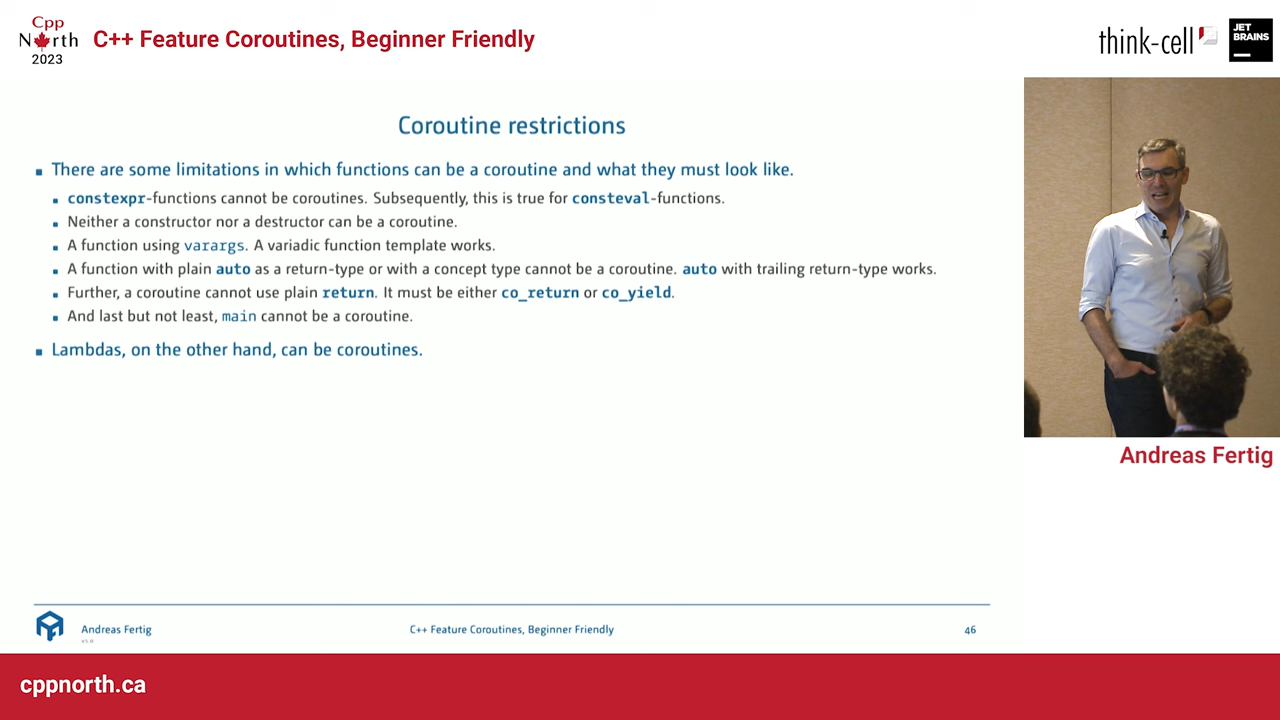 Cpp
North
2023
C++ Feature Coroutines, Beginner Friendly
think-cell
JET
BRAINS
Coroutine restrictions
There are some limitations in which functions can be a coroutine and what they must look like.
constexpr-functions cannot be coroutines. Subsequently, this is true for consteval-functions.
Neither a constructor nor a destructor can be a coroutine.
A function using varargs. A variadic function template works.
A function with plain auto as a return-type or with a concept type cannot be a coroutine. auto with trailing return-type works.
Further, a coroutine cannot use plain return. It must be either co_return or co_yield.
And last but not least, main cannot be a coroutine.
Lambdas, on the other hand, can be coroutines.
Andreas Fertig
Andreas Fertig
v1.0
C++ Feature Coroutines, Beginner Friendly
46
cppnorth.ca